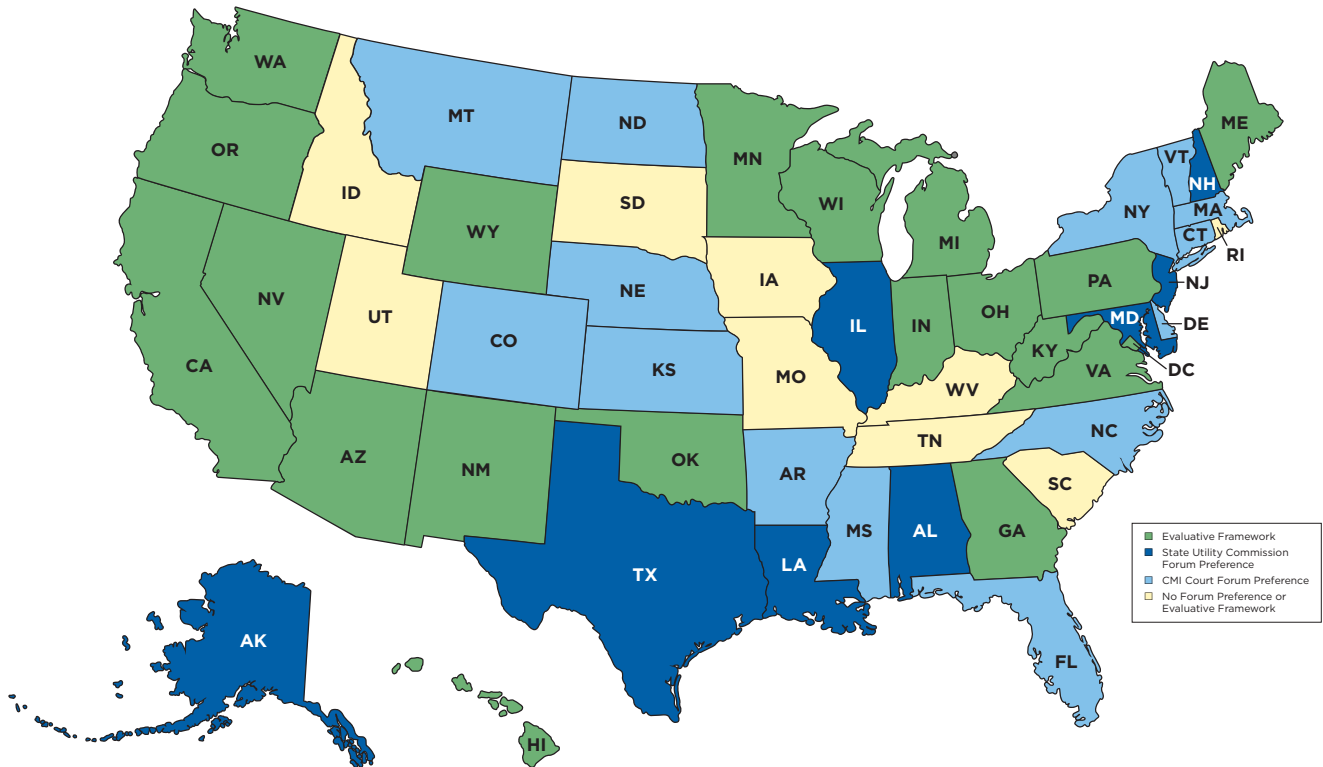 WA
ME
MT
ND
OR
MN
VT
ID
SD
WI
NH
WY
NY
MA
MI
CT
RI
IA
PA
NJ
NV
NE
UT
IL
IN
OH
MD
DE
CO
KY
CA
KS
MO
VA
DC
WV
NC
TN
AZ
NM
OK
AR
SC
MS
AL
GA
LA
TX
Evaluative Framework
State Utility Commission
Forum Preference
CMI Court Forum Preference
No Forum Preference or
Evaluative Framework
AK
FL
HI